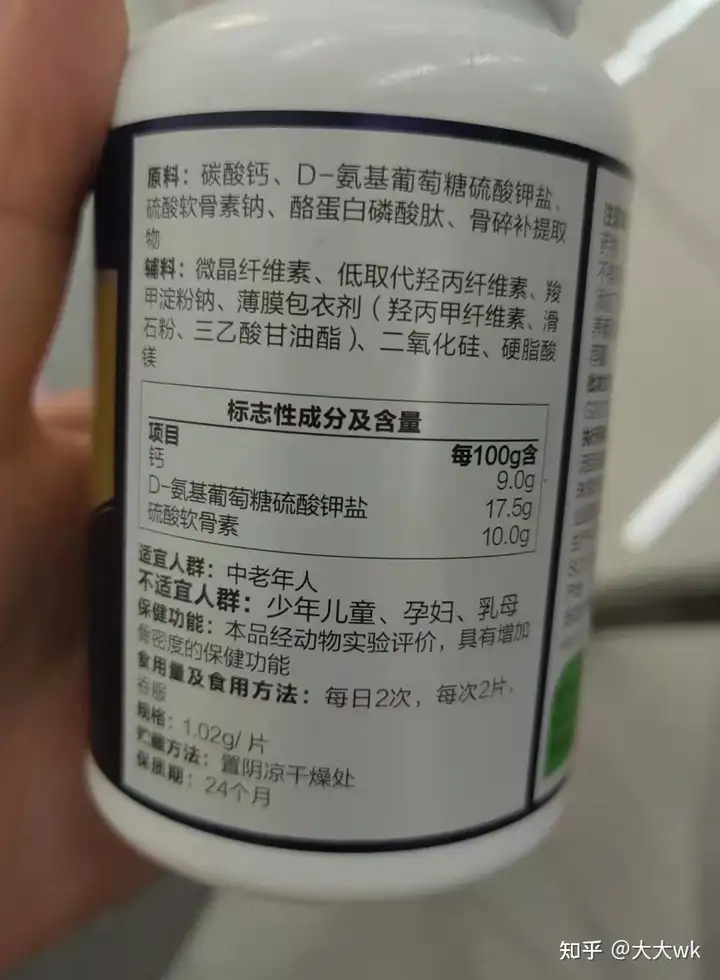 原料：碳酸钙、D-氨基葡萄糖硫酸钾盐、
硫酸软骨素钠、酪蛋白磷酸肽、骨碎补提取
物
辅料：微晶纤维素、低取代羟丙纤维素、羧
甲淀粉钠、薄膜包衣剂（羟丙甲纤维素、滑
石粉、三乙酸甘油酯）、二氧化硅、硬脂酸
镁
标志性成分及含量
项目 每100g含
钙 9.0g
D-氨基葡萄糖硫酸钾盐 17.5g
硫酸软骨素 10.0g
适宜人群：中老年人
不适宜人群：少年儿童、孕妇、乳母
保健功能：本品经动物实验评价，具有增加
骨密度的保健功能
食用量及食用方法：每日2次，每次2片，
吞服
规格：1.02g/片
贮藏方法：置阴凉干燥处
保质期：24个月
知乎 @大大wk